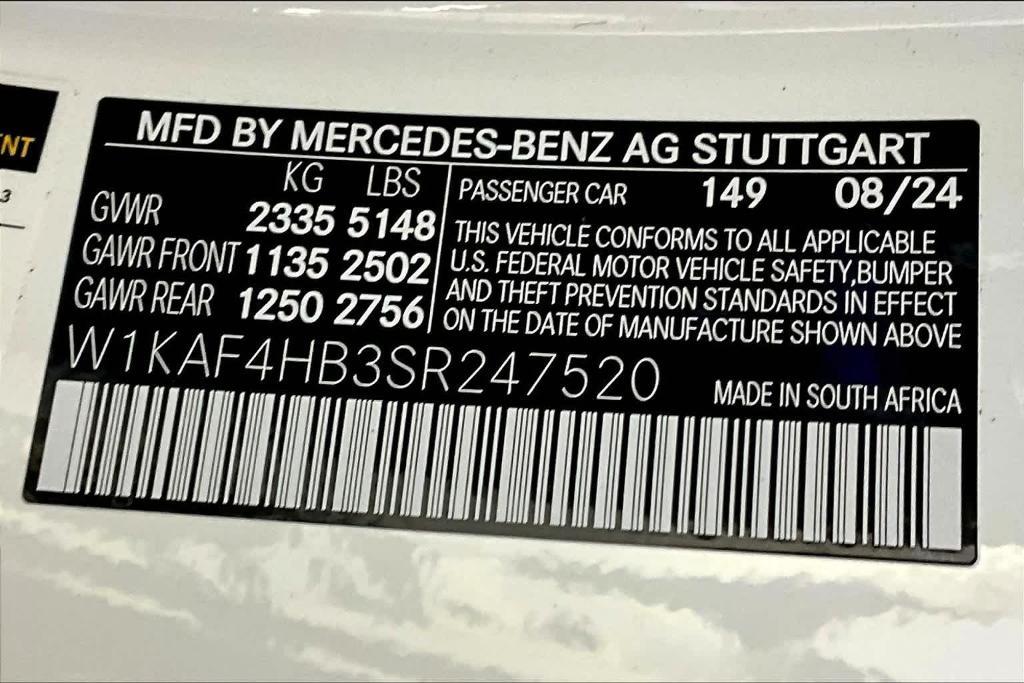 NT
3
MFD BY MERCEDES-BENZ AG STUTTGART
KG LBS
GVWR 2335 5148
GAWR FRONT 1135 2502
GAWR REAR 1250 2756
PASSENGER CAR 149 08/24
THIS VEHICLE CONFORMS TO ALL APPLICABLE
U.S. FEDERAL MOTOR VEHICLE SAFETY,BUMPER
AND THEFT PREVENTION STANDARDS IN EFFECT
ON THE DATE OF MANUFACTURE SHOWN ABOVE
W1KAF4HB3SR247520
MADE IN SOUTH AFRICA